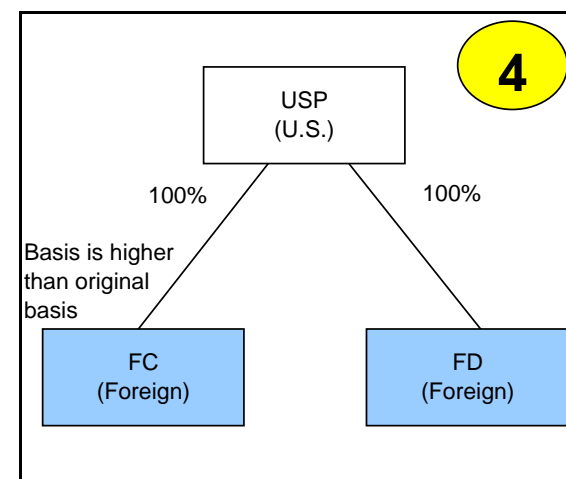 4
USP
(U.S.)
100%
100%
Basis is higher
than original
basis
FC
(Foreign)
FD
(Foreign)